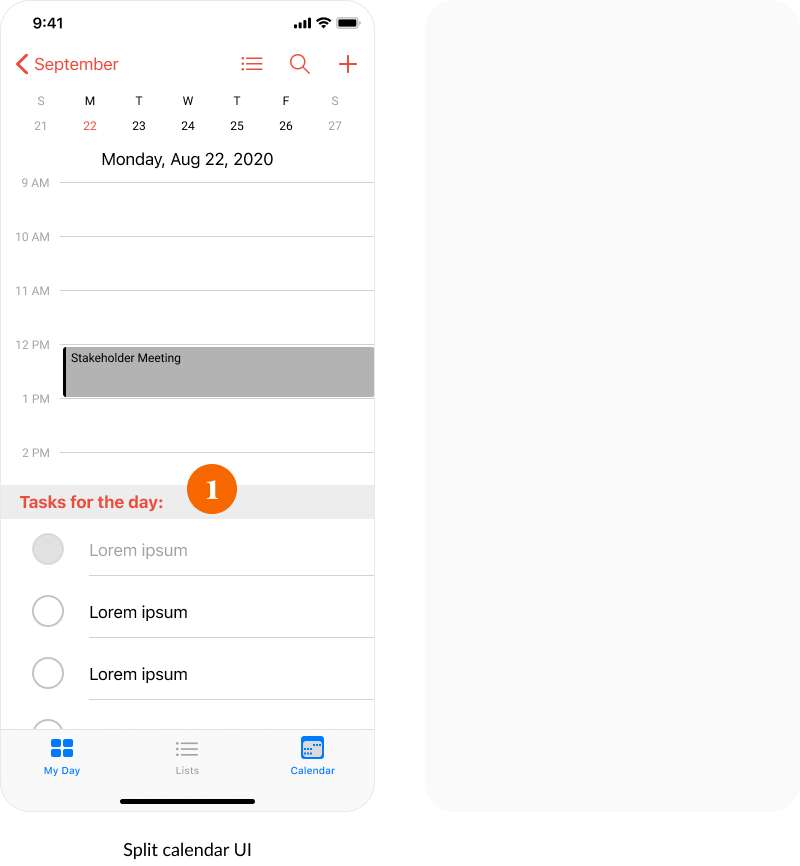 9:41
September
S M T W T F S
21 22 23 24 25 26 27
Monday, Aug 22, 2020
9 AM
10 AM
11 AM
12 PM
Stakeholder Meeting
1 PM
2 PM
1
Tasks for the day:
Lorem ipsum
Lorem ipsum
Lorem ipsum
My Day Lists Calendar
Split calendar UI